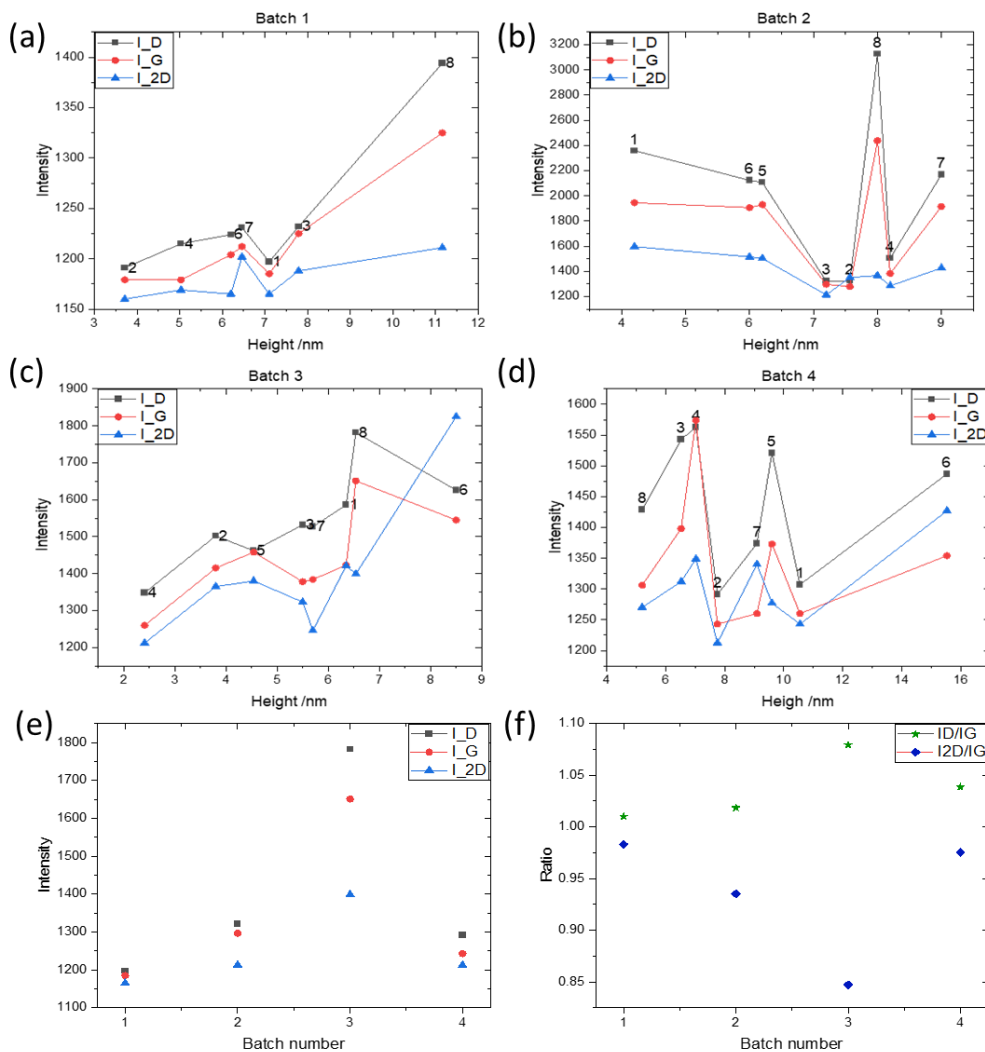 (a)
Batch 1
I_D
I_G
I_2D
1400
1350
1300
1250
1200
1150
Intensity
2
4
6
7
1
3
8
3 4 5 6 7 8 9 10 11 12
Height /nm
(b)
Batch 2
I_D
I_G
I_2D
3200
3000
2800
2600
2400
2200
2000
1800
1600
1400
1200
Intensity
1
6
5
3
2
8
4
7
4 5 6 7 8 9
Height /nm
(c)
Batch 3
I_D
I_G
I_2D
1900
1800
1700
1600
1500
1400
1300
1200
Intensity
4
2
5
3
7
1
8
6
2 3 4 5 6 7 8 9
Height /nm
(d)
Batch 4
I_D
I_G
I_2D
1600
1550
1500
1450
1400
1350
1300
1250
1200
Intensity
8
3
4
2
7
5
1
6
4 6 8 10 12 14 16
Heigh /nm
(e)
I_D
I_G
I_2D
1800
1700
1600
1500
1400
1300
1200
1100
Intensity
1 2 3 4
Batch number
(f)
ID/IG
I2D/IG
1.10
1.05
1.00
0.95
0.90
0.85
Ratio
1 2 3 4
Batch number